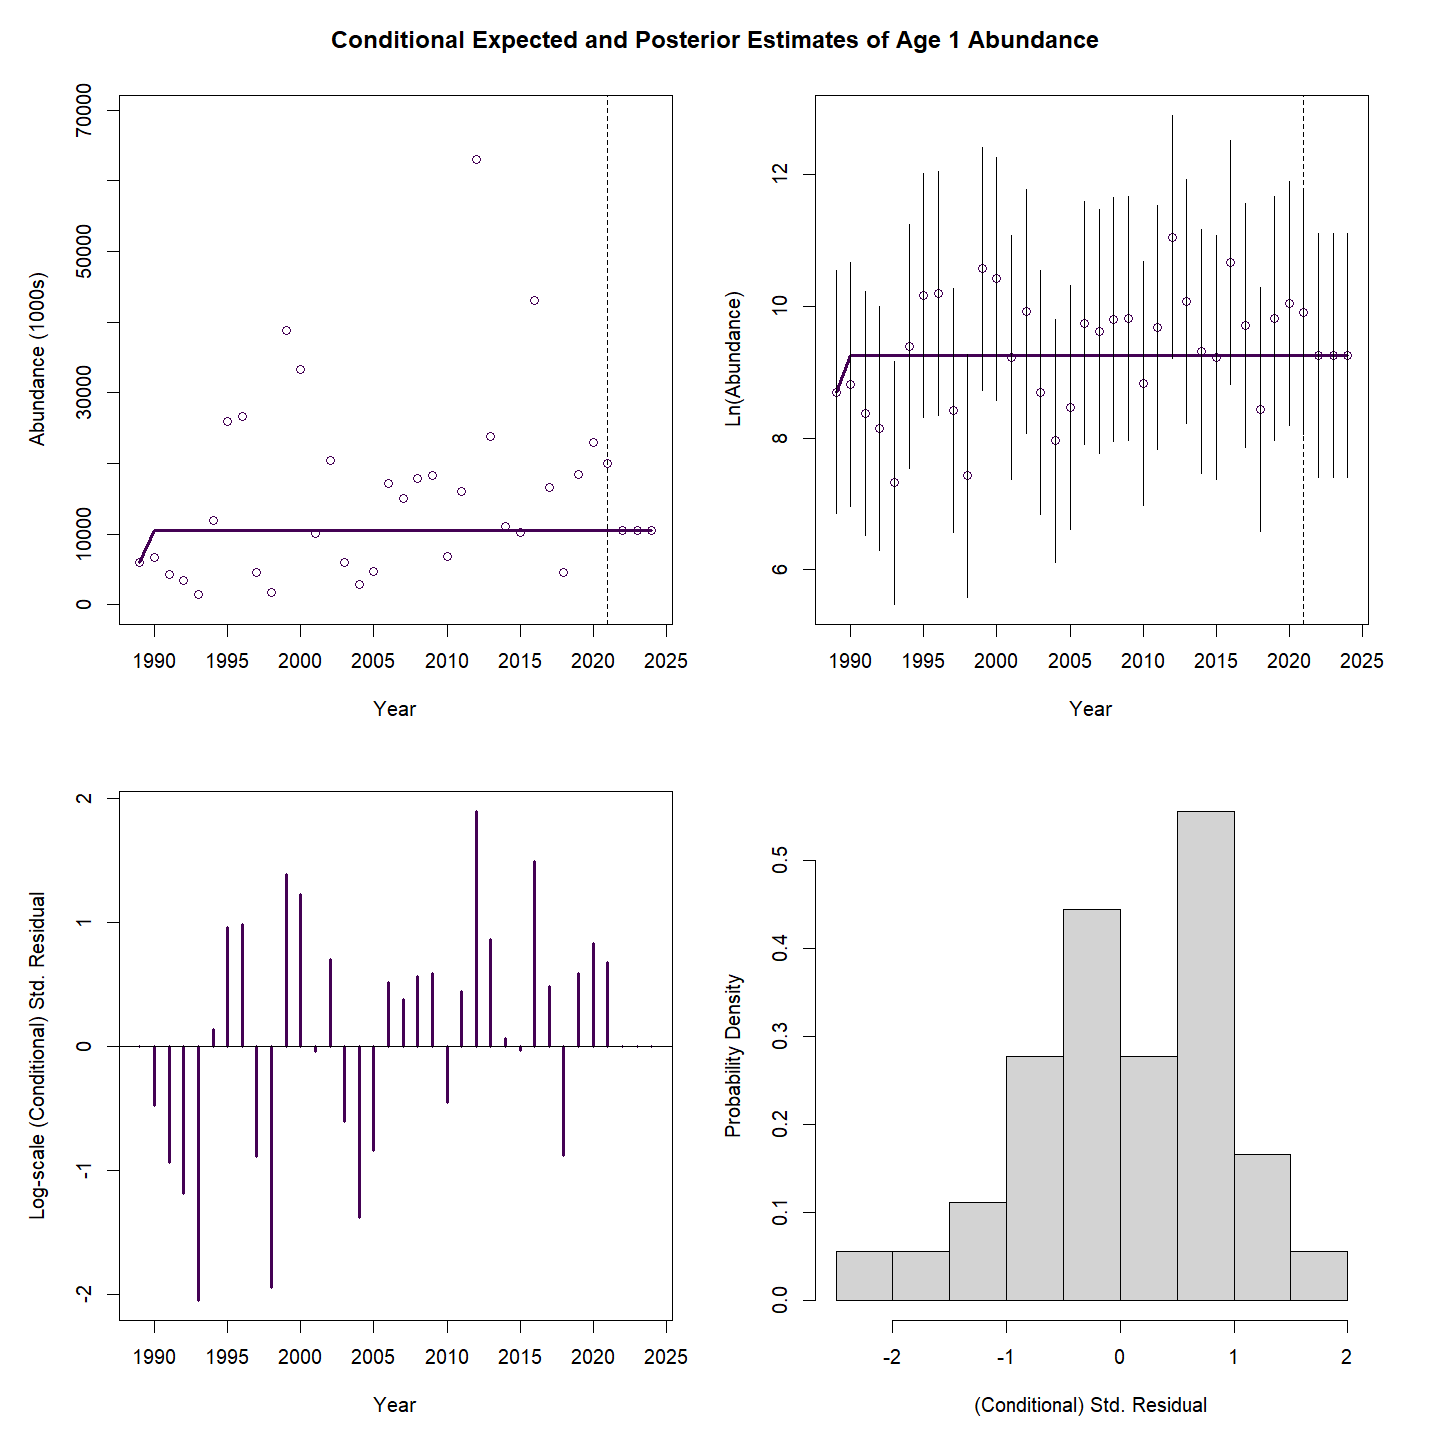 Conditional Expected and Posterior Estimates of Age 1 Abundance
Abundance (1000s)
0
10000
30000
50000
70000
1990 1995 2000 2005 2010 2015 2020 2025
Year
Ln(Abundance)
6
8
10
12
1990 1995 2000 2005 2010 2015 2020 2025
Year
Log-scale (Conditional) Std. Residual
-2
-1
0
1
2
1990 1995 2000 2005 2010 2015 2020 2025
Year
Probability Density
0.0
0.1
0.2
0.3
0.4
0.5
-2 -1 0 1 2
(Conditional) Std. Residual